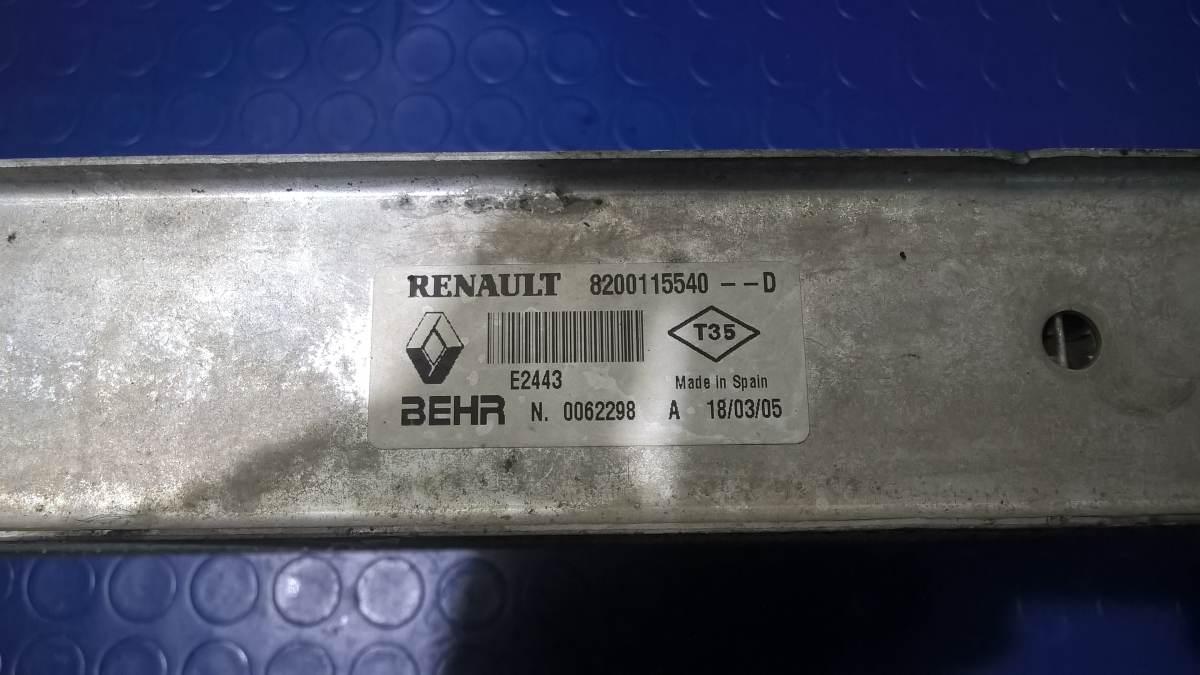 RENAULT 8200115540 --D
T35
E2443
Made in Spain
BEHR N. 0062298 A 18/03/05